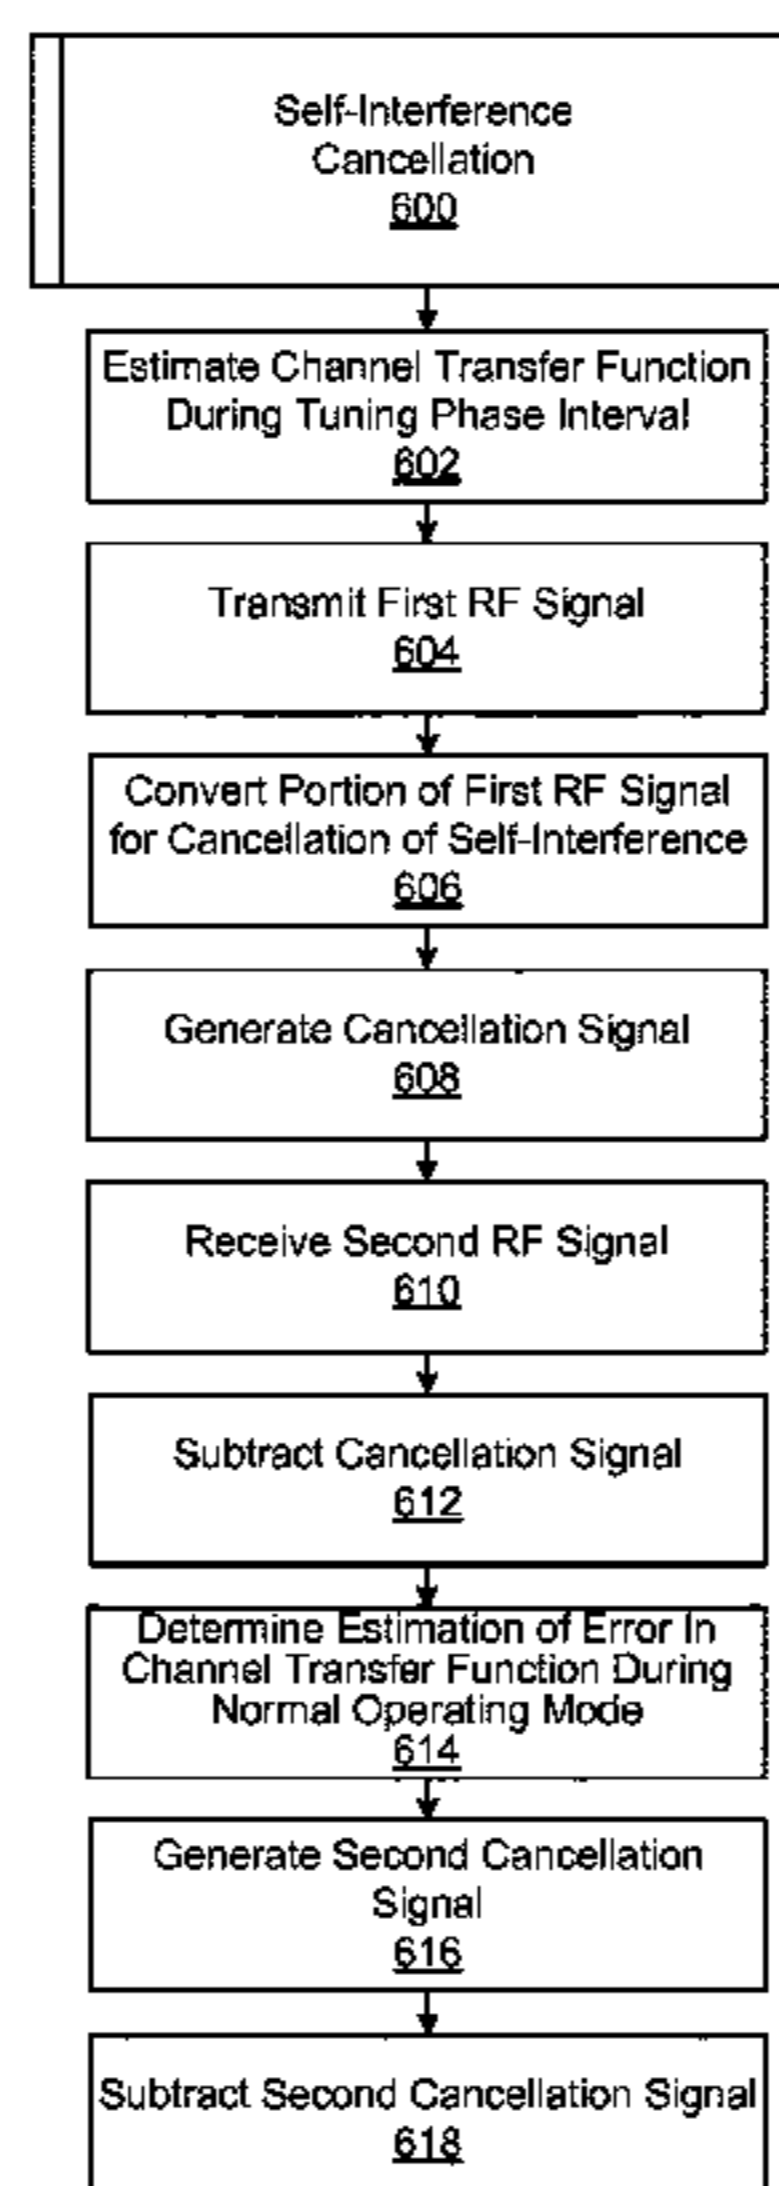 Self-Interference
Cancellation
600
Estimate Channel Transfer Function
During Tuning Phase Interval
602
Transmit First RF Signal
604
Convert Portion of First RF Signal
for Cancellation of Self-Interference
606
Generate Cancellation Signal
608
Receive Second RF Signal
610
Subtract Cancellation Signal
612
Determine Estimation of Error In
Channel Transfer Function During
Normal Operating Mode
614
Generate Second Cancellation
Signal
616
Subtract Second Cancellation Signal
618